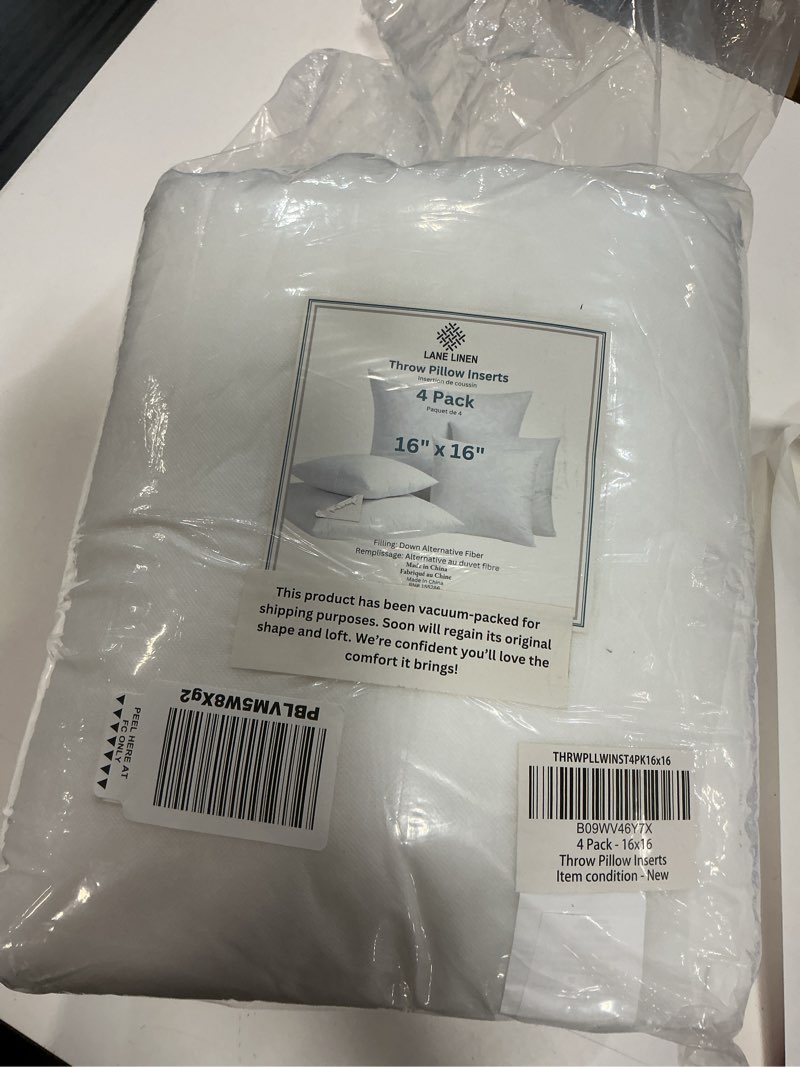 LANE LINEN
Throw Pillow Inserts
Insertion de coussin
4 Pack
Paquet de 4
16" x 16"
Filling: Down Alternative Fiber
Remplissage: Alternative au duvet fibre
Made in China
Fabriqué au Chine
Made in China
This product has been vacuum-packed for
shipping purposes. Soon will regain its original
shape and loft. We’re confident you’ll love the
comfort it brings!
PBLVM5W8Xg2
PEEL HERE AT
FC ONLY
THRWPLLWINST4PK16x16
B09WV46Y7X
4 Pack - 16x16
Throw Pillow Inserts
Item condition - New